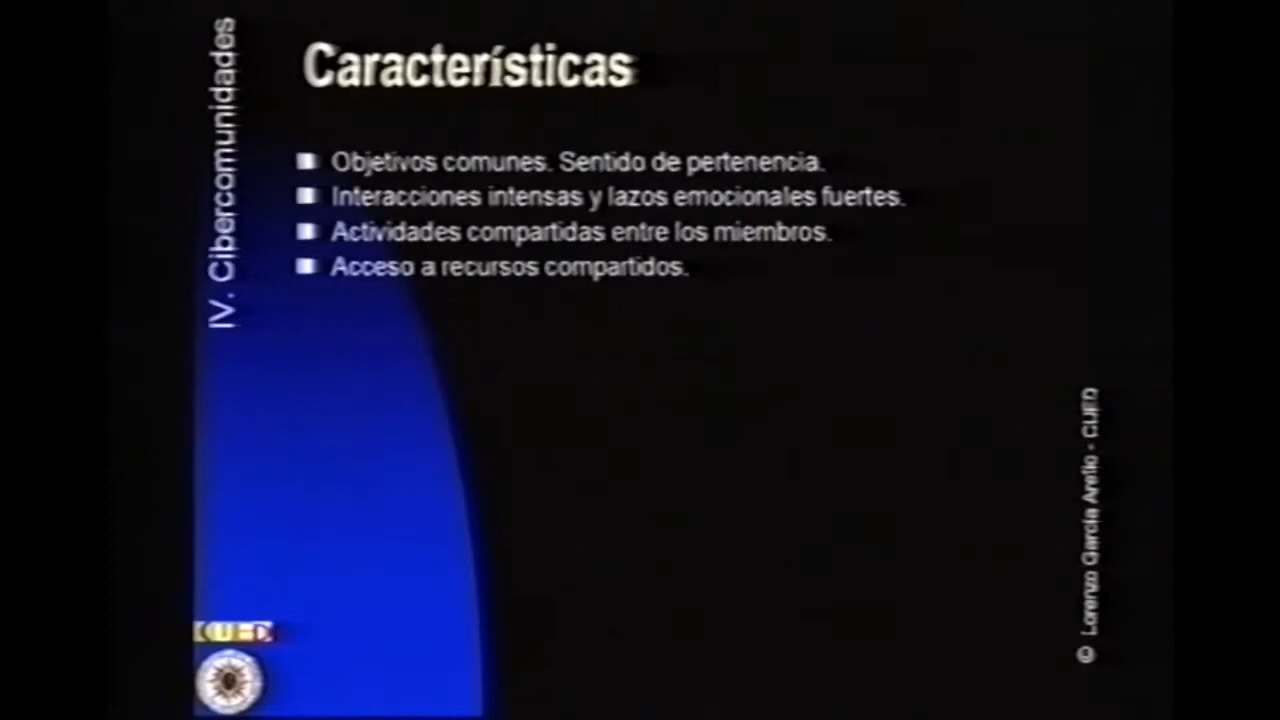 IV. Cibercomunidades
Características
Objetivos comunes. Sentido de pertenencia.
Interacciones intensas y lazos emocionales fuertes.
Actividades compartidas entre los miembros.
Acceso a recursos compartidos.
© Lorenzo García Aretio - CUED
CUED